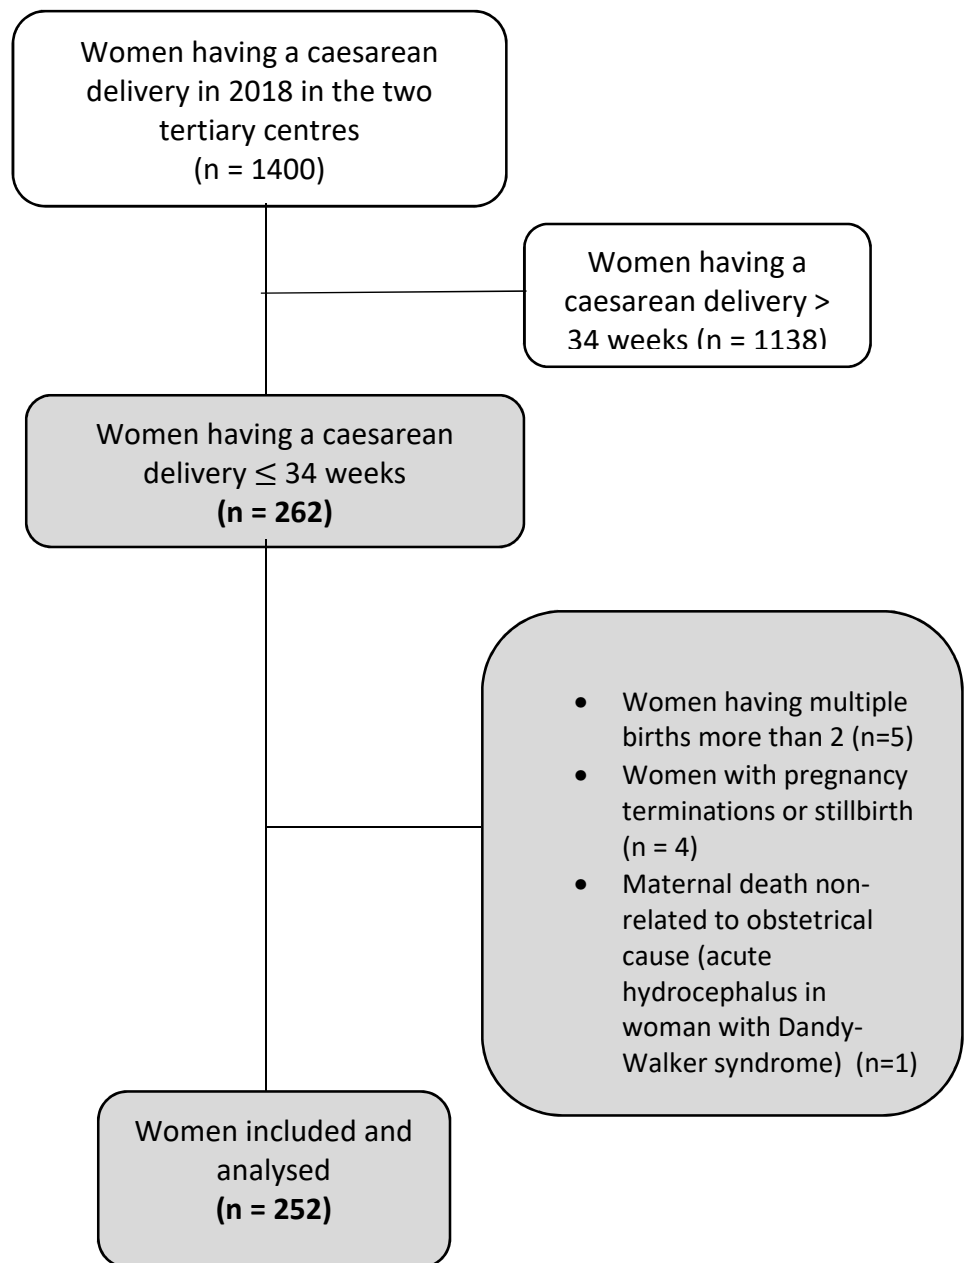 Women having a caesarean
delivery in 2018 in the two
tertiary centres
(n = 1400)
Women having a
caesarean delivery >
34 weeks (n = 1138)
Women having a caesarean
delivery ≤ 34 weeks
(n = 262)
• Women having multiple
births more than 2 (n=5)
• Women with pregnancy
terminations or stillbirth
(n = 4)
• Maternal death non-
related to obstetrical
cause (acute
hydrocephalus in
woman with Dandy-
Walker syndrome) (n=1)
Women included and
analysed
(n = 252)